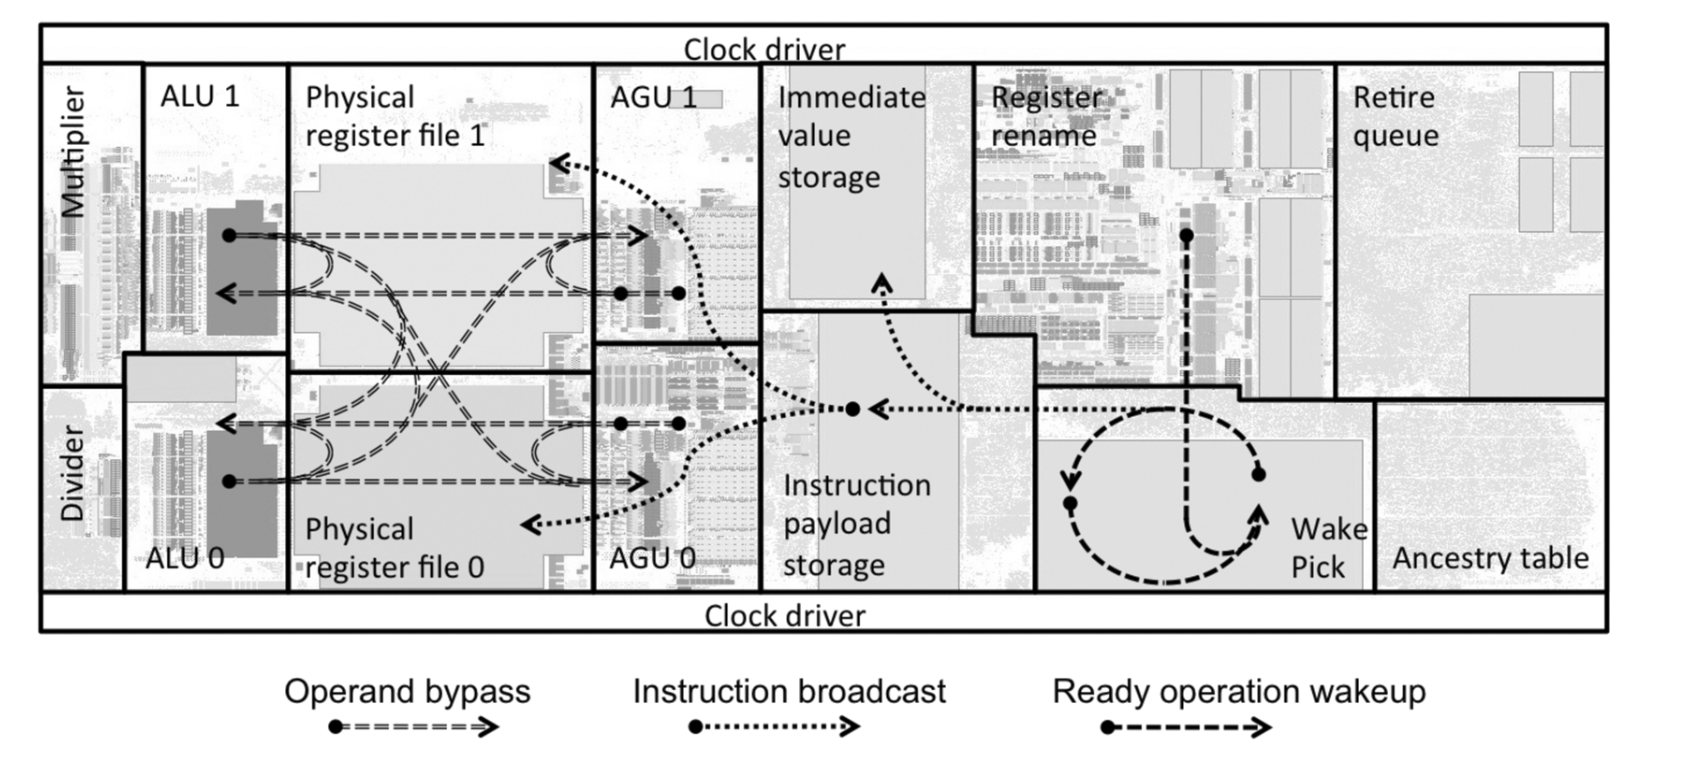 Clock driver
Multiplier
ALU 1
Physical
register file 1
AGU 1
Immediate
value
storage
Register
rename
Retire
queue
Divider
ALU 0
Physical
register file 0
AGU 0
Instruction
payload
storage
Wake
Pick
Ancestry table
Clock driver
Operand bypass
Instruction broadcast
Ready operation wakeup